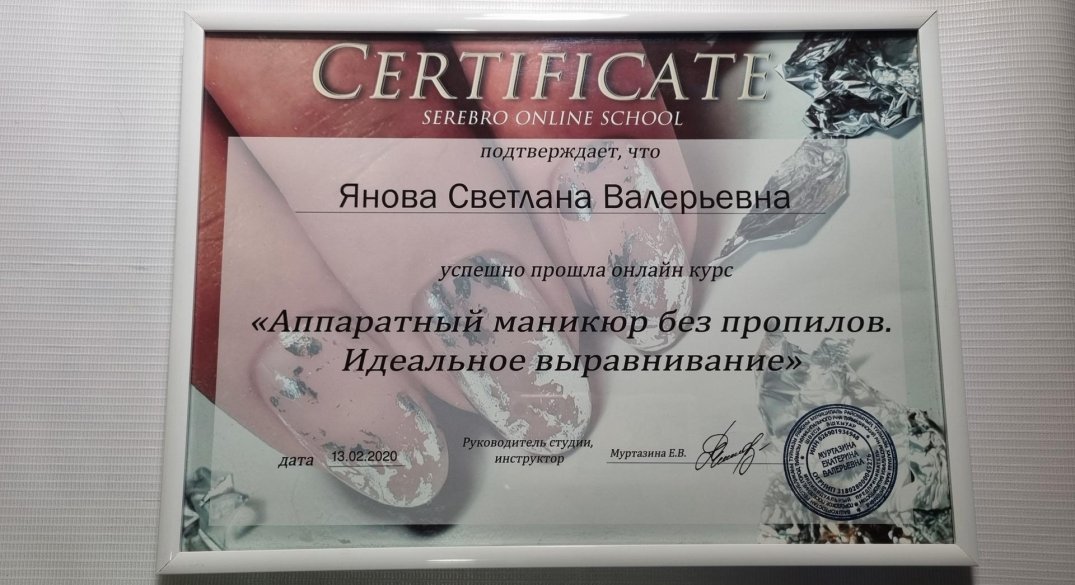 CERTIFICATE
SEREBRO ONLINE SCHOOL
подтверждает, что
Янова Светлана Валерьевна
успешно прошла онлайн курс
«Аппаратный маникюр без пропилов.
Идеальное выравнивание»
дата 13.02.2020
Руководитель студии,
инструктор
Муртазина Е.В.
МУРТАЗИНА
ЕКАТЕРИНА
ВАЛЕРЬЕВНА